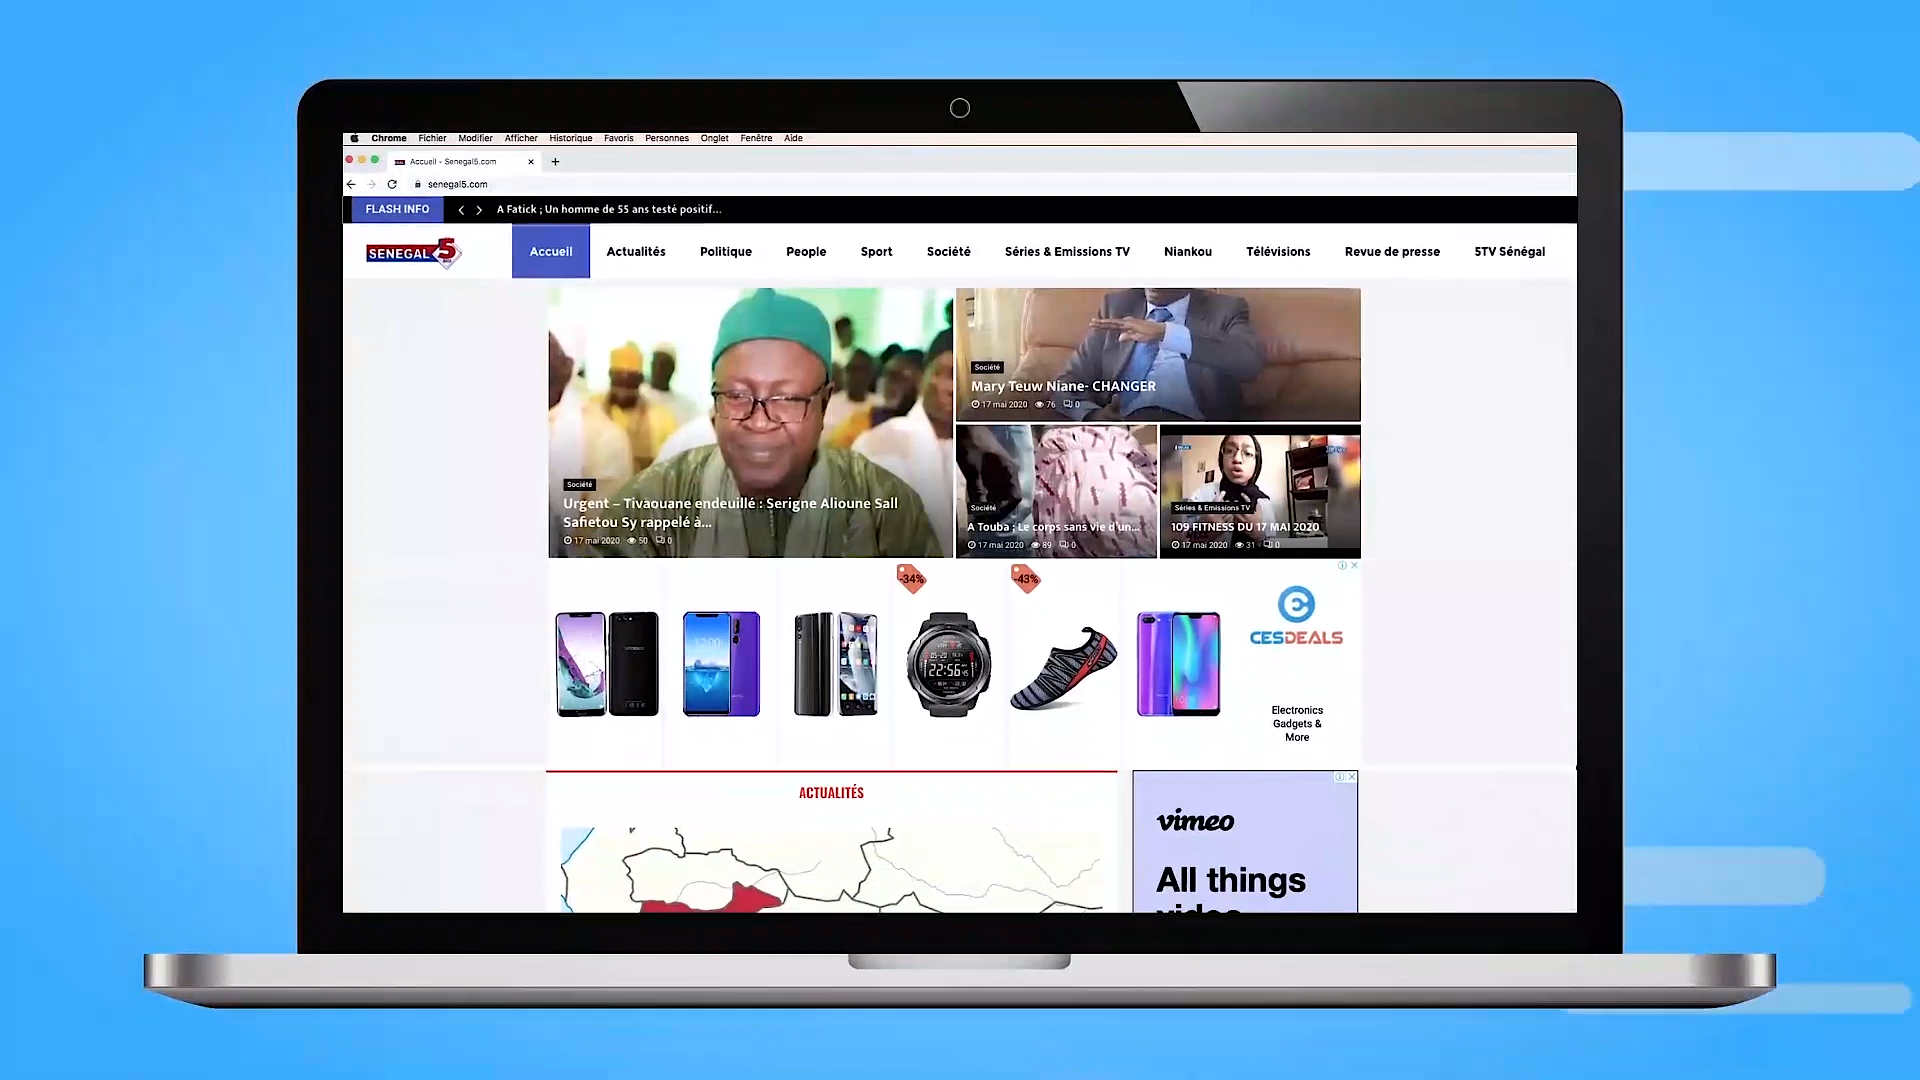 Chrome Fichier Modifier Afficher Historique Favoris Personnes Onglet Fenêtre Aide
Accueil - Senegal5.com
senegal5.com
FLASH INFO
A Fatick ; Un homme de 55 ans testé positif...
SENEGAL 5
Accueil Actualités Politique People Sport Société Séries & Emissions TV Niankou Télévisions Revue de presse 5TV Sénégal
Société
Urgent – Tivaouane endeuillé : Serigne Alioune Sall
Safietou Sy rappelé à...
17 mai 2020 50 0
Société
Mary Teuw Niane- CHANGER
17 mai 2020 76 0
Société
A Touba ; Le corps sans vie d'un...
17 mai 2020 89 0
Séries & Emissions TV
109 FITNESS DU 17 MAI 2020
17 mai 2020 31 0
-34%
-43%
22:56
CESDEALS
Electronics
Gadgets &
More
ACTUALITÉS
vimeo
All things
video